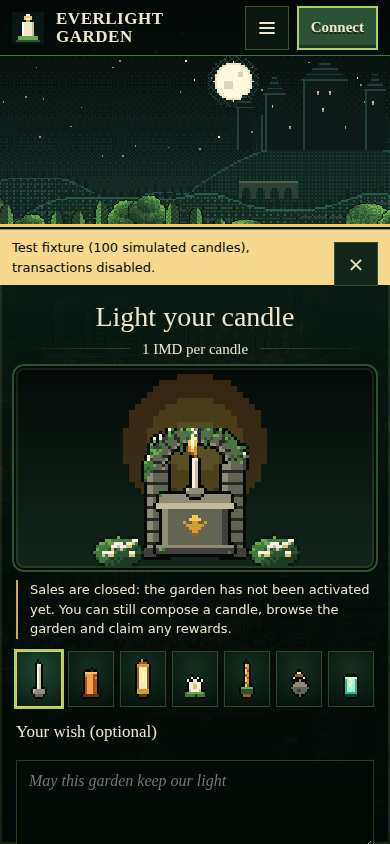 EVERLIGHT
GARDEN
Connect
Test fixture (100 simulated candles),
transactions disabled.
Light your candle
1 IMD per candle
Sales are closed: the garden has not been activated
yet. You can still compose a candle, browse the
garden and claim any rewards.
Your wish (optional)
May this garden keep our light